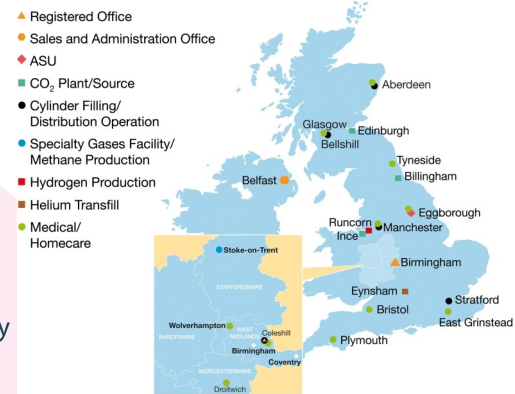 Registered Office
Sales and Administration Office
ASU
CO₂ Plant/Source
Cylinder Filling/
Distribution Operation
Specialty Gases Facility/
Methane Production
Hydrogen Production
Helium Transfill
Medical/
Homecare
y
Aberdeen
Glasgow
Edinburgh
Bellshill
Tyneside
Billingham
Belfast
Eggborough
Runcorn
Manchester
Ince
Birmingham
Eynsham
Stratford
Bristol
East Grinstead
Plymouth
Stoke-on-Trent
STAFFORDSHIRE
Wolverhampton
WEST
MIDLANDS
Coleshill
SHROPSHIRE
Birmingham
Coventry
WORCESTERSHIRE
Droitwich